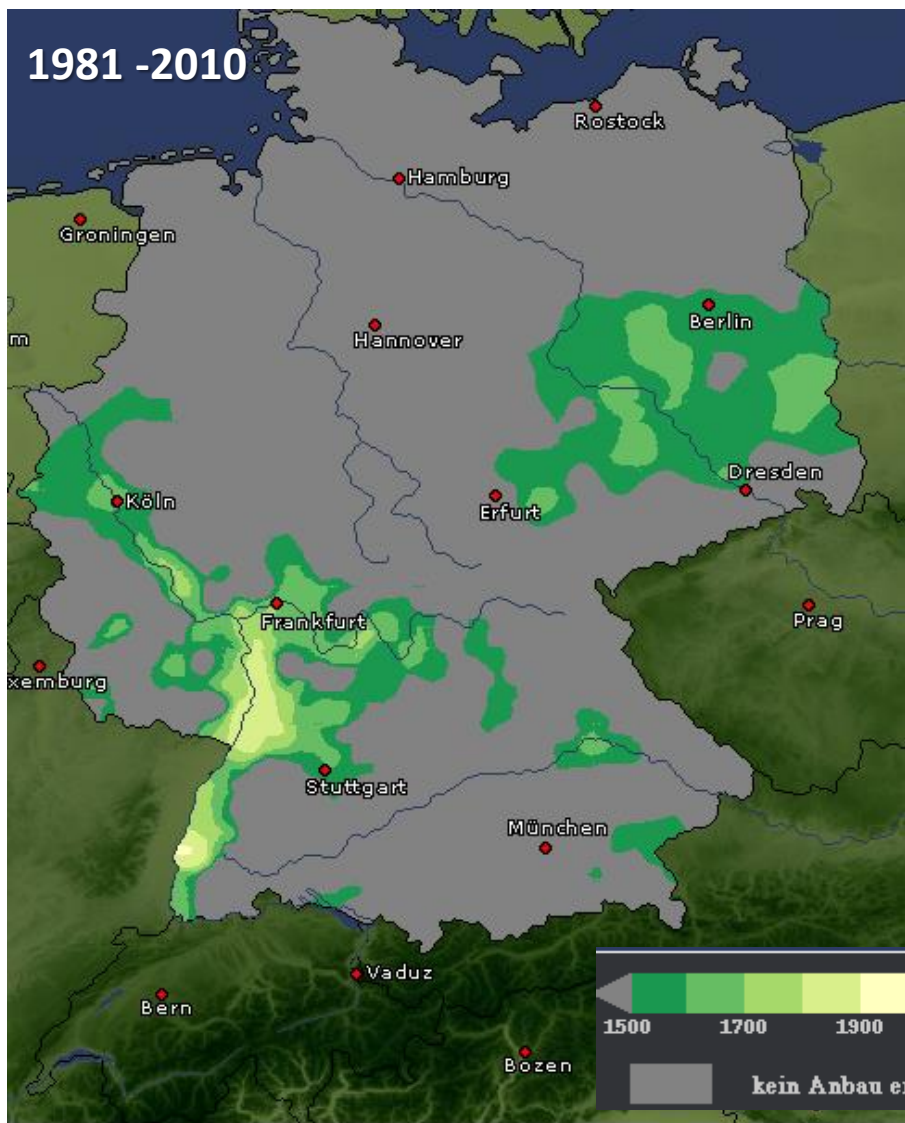 1981 -2010
Rostock
Hamburg
Groningen
Berlin
Hannover
m
Dresden
Köln
Erfurt
Frankfurt
Prag
xemburg
Stuttgart
München
Vaduz
Bern
Bozen
1500 1700 1900
kein Anbau e